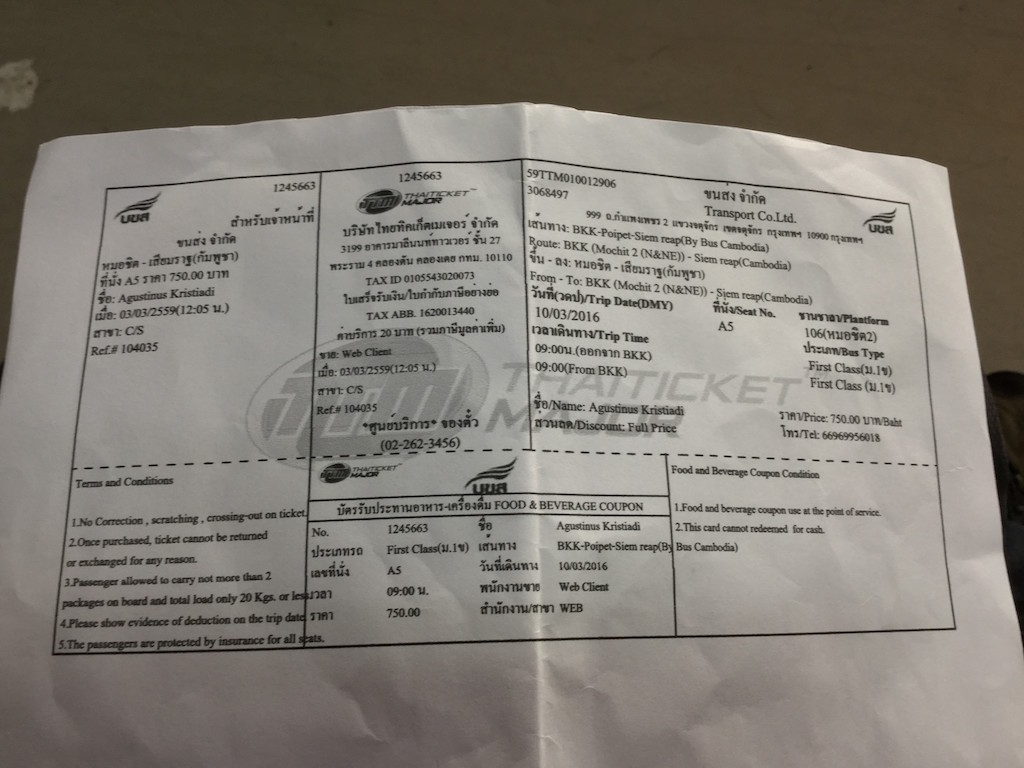 1245663
บขส
สำหรับเจ้าหน้าที่
ขนส่ง จำกัด
หมอชิต - เสียมราฐ(กัมพูชา)
ที่นั่ง A5 ราคา 750.00 บาท
ชื่อ: Agustinus Kristiadi
เมื่อ: 03/03/2559(12:05 น.)
สาขา: C/S
Ref.# 104035
1245663
ttm THAITICKET MAJOR ™
บริษัท ไทยทิคเก็ตเมเจอร์ จำกัด
3199 อาคารมาลีนนท์ทาวเวอร์ ชั้น 27
พระราม 4 คลองตัน คลองเตย กทม. 10110
TAX ID 0105543020073
ใบเสร็จรับเงิน/ใบกำกับภาษีอย่างย่อ
TAX ABB. 1620013440
ค่าบริการ 20 บาท (รวมภาษีมูลค่าเพิ่ม)
ขาย: Web Client
เมื่อ: 03/03/2559(12:05 น.)
สาขา: C/S
Ref.# 104035
*ศูนย์บริการ* จองตั๋ว
(02-262-3456)
59TTM010012906
3068497
ขนส่ง จำกัด
Transport Co.Ltd.
บขส
999 ถ.กำแพงเพชร 2 แขวงจตุจักร เขตจตุจักร กรุงเทพฯ 10900 กรุงเทพฯ
เส้นทาง: BKK-Poipet-Siem reap(By Bus Cambodia)
Route: BKK (Mochit 2 (N&NE)) - Siem reap(Cambodia)
ขึ้น - ลง: หมอชิต - เสียมราฐ(กัมพูชา)
From - To: BKK (Mochit 2 (N&NE)) - Siem reap(Cambodia)
วันที่(วดป)/Trip Date(DMY) ที่นั่ง/Seat No. ชานชาลา/Plantform
10/03/2016 A5 106(หมอชิต2)
เวลาเดินทาง/Trip Time ประเภท/Bus Type
09:00น.(ออกจาก BKK) First Class(ม.1ข)
09:00(From BKK) First Class (ม.1ข)
ชื่อ/Name: Agustinus Kristiadi ราคา/Price: 750.00 บาท/Baht
ส่วนลด/Discount: Full Price โทร/Tel: 66969956018
ttm THAITICKET MAJOR ™
Terms and Conditions
1.No Correction , scratching , crossing-out on ticket.
2.Once purchased, ticket cannot be returned
or exchanged for any reason.
3.Passenger allowed to carry not more than 2
packages on board and total load only 20 Kgs. or less
4.Please show evidence of deduction on the trip date.
5.The passengers are protected by insurance for all seats.
ttm THAITICKET MAJOR ™ บขส
บัตรรับประทานอาหาร-เครื่องดื่ม FOOD & BEVERAGE COUPON
No. 1245663 ชื่อ Agustinus Kristiadi
ประเภทรถ First Class(ม.1ข) เส้นทาง BKK-Poipet-Siem reap(By Bus Cambodia)
เลขที่นั่ง A5 วันที่เดินทาง 10/03/2016
เวลา 09:00 น. พนักงานขาย Web Client
ราคา 750.00 สำนักงาน/สาขา WEB
Food and Beverage Coupon Condition
1.Food and beverage coupon use at the point of service.
2.This card cannot redeemed for cash.